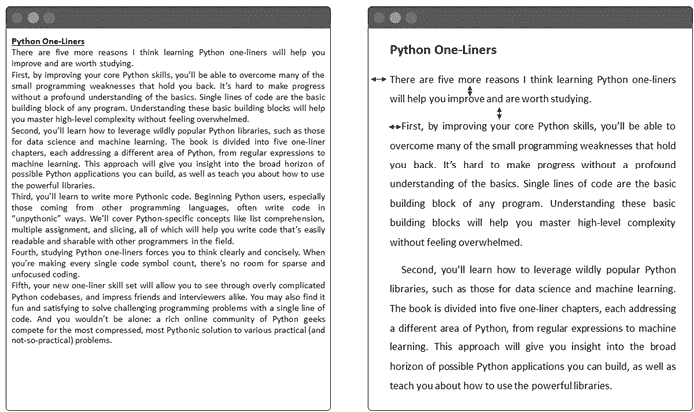 Python One-Liners
There are five more reasons I think learning Python one-liners will help you
improve and are worth studying.
First, by improving your core Python skills, you'll be able to overcome many of the
small programming weaknesses that hold you back. It's hard to make progress
without a profound understanding of the basics. Single lines of code are the basic
building block of any program. Understanding these basic building blocks will help
you master high-level complexity without feeling overwhelmed.
Second, you'll learn how to leverage wildly popular Python libraries, such as those
for data science and machine learning. The book is divided into five one-liner
chapters, each addressing a different area of Python, from regular expressions to
machine learning. This approach will give you insight into the broad horizon of
possible Python applications you can build, as well as teach you about how to use
the powerful libraries.
Third, you'll learn to write more Pythonic code. Beginning Python users, especially
those coming from other programming languages, often write code in
“unpythonic” ways. We'll cover Python-specific concepts like list comprehension,
multiple assignment, and slicing, all of which will help you write code that's easily
readable and sharable with other programmers in the field.
Fourth, studying Python one-liners forces you to think clearly and concisely. When
you're making every single code symbol count, there's no room for sparse and
unfocused coding.
Fifth, your new one-liner skill set will allow you to see through overly complicated
Python codebases, and impress friends and interviewers alike. You may also find it
fun and satisfying to solve challenging programming problems with a single line of
code. And you wouldn't be alone: a rich online community of Python geeks
compete for the most compressed, most Pythonic solution to various practical (and
not-so-practical) problems.
Python One-Liners
There are five more reasons I think learning Python one-liners
will help you improve and are worth studying.
First, by improving your core Python skills, you'll be able to
overcome many of the small programming weaknesses that hold
you back. It's hard to make progress without a profound
understanding of the basics. Single lines of code are the basic
building block of any program. Understanding these basic
building blocks will help you master high-level complexity
without feeling overwhelmed.
Second, you'll learn how to leverage wildly popular Python
libraries, such as those for data science and machine learning.
The book is divided into five one-liner chapters, each addressing
a different area of Python, from regular expressions to machine
learning. This approach will give you insight into the broad
horizon of possible Python applications you can build, as well as
teach you about how to use the powerful libraries.